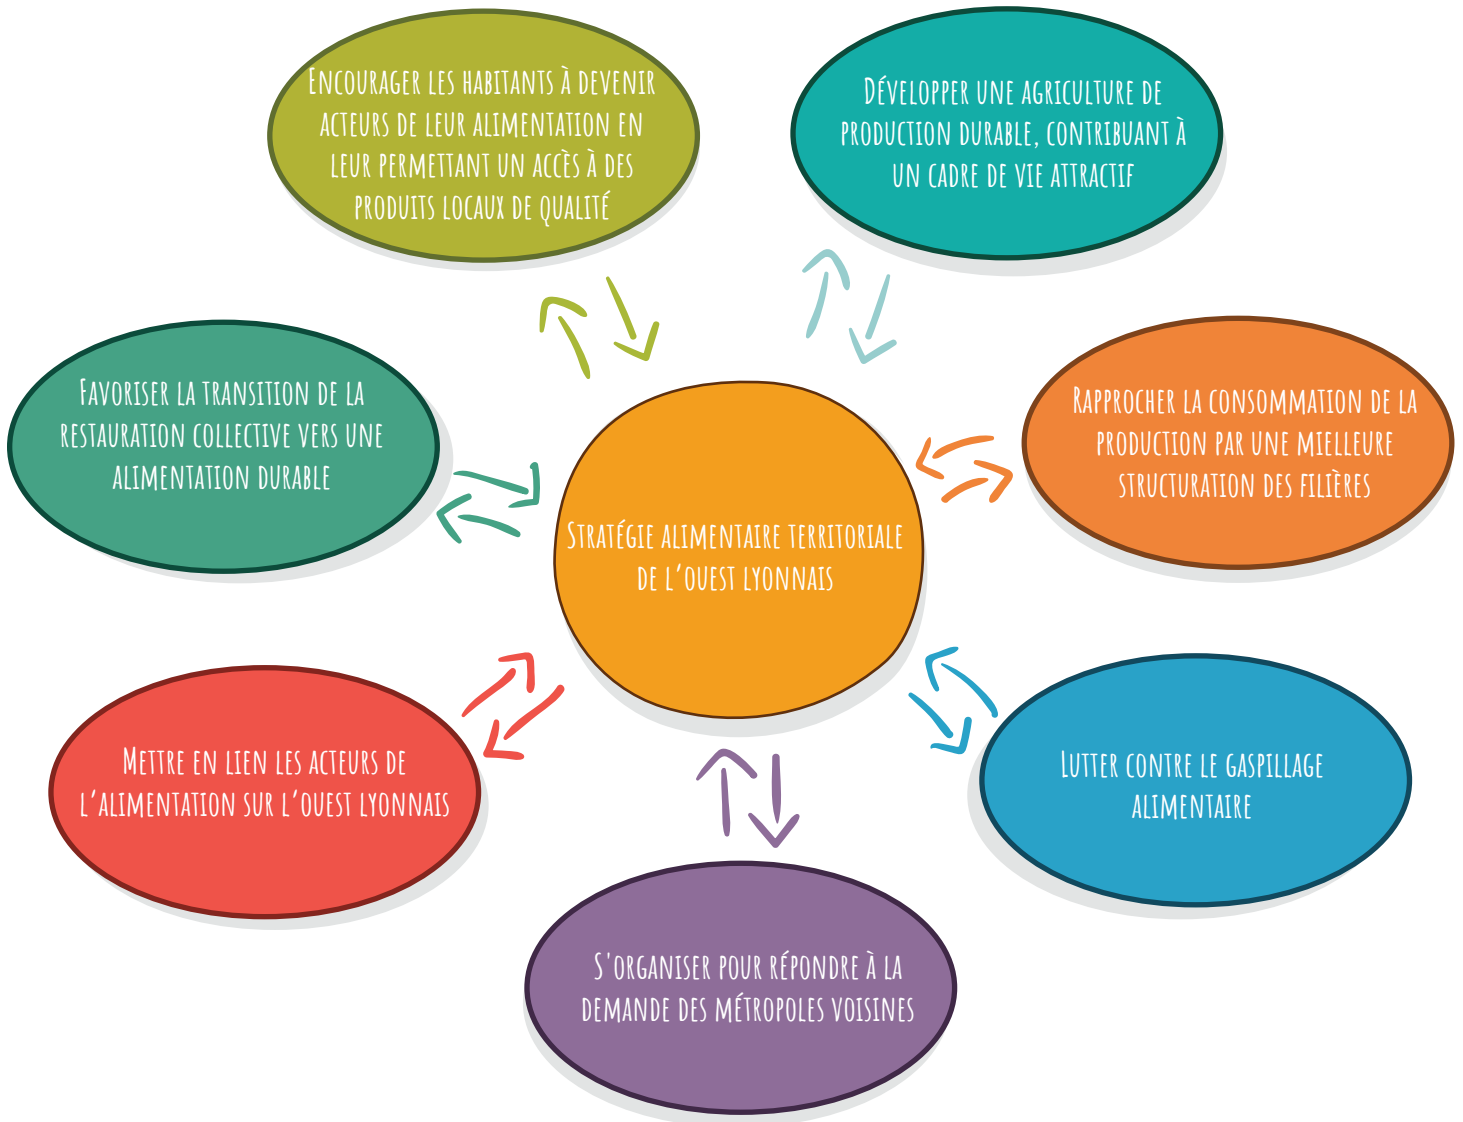 Encourager les habitants à devenir
acteurs de leur alimentation en
leur permettant un accès à des
produits locaux de qualité
Développer une agriculture de
production durable, contribuant à
un cadre de vie attractif
Favoriser la transition de la
restauration collective vers une
alimentation durable
Rapprocher la consommation de la
production par une mielleure
structuration des filières
Stratégie alimentaire territoriale
de l'ouest lyonnais
Mettre en lien les acteurs de
l'alimentation sur l'ouest lyonnais
Lutter contre le gaspillage
alimentaire
S'organiser pour répondre à la
demande des métropoles voisines